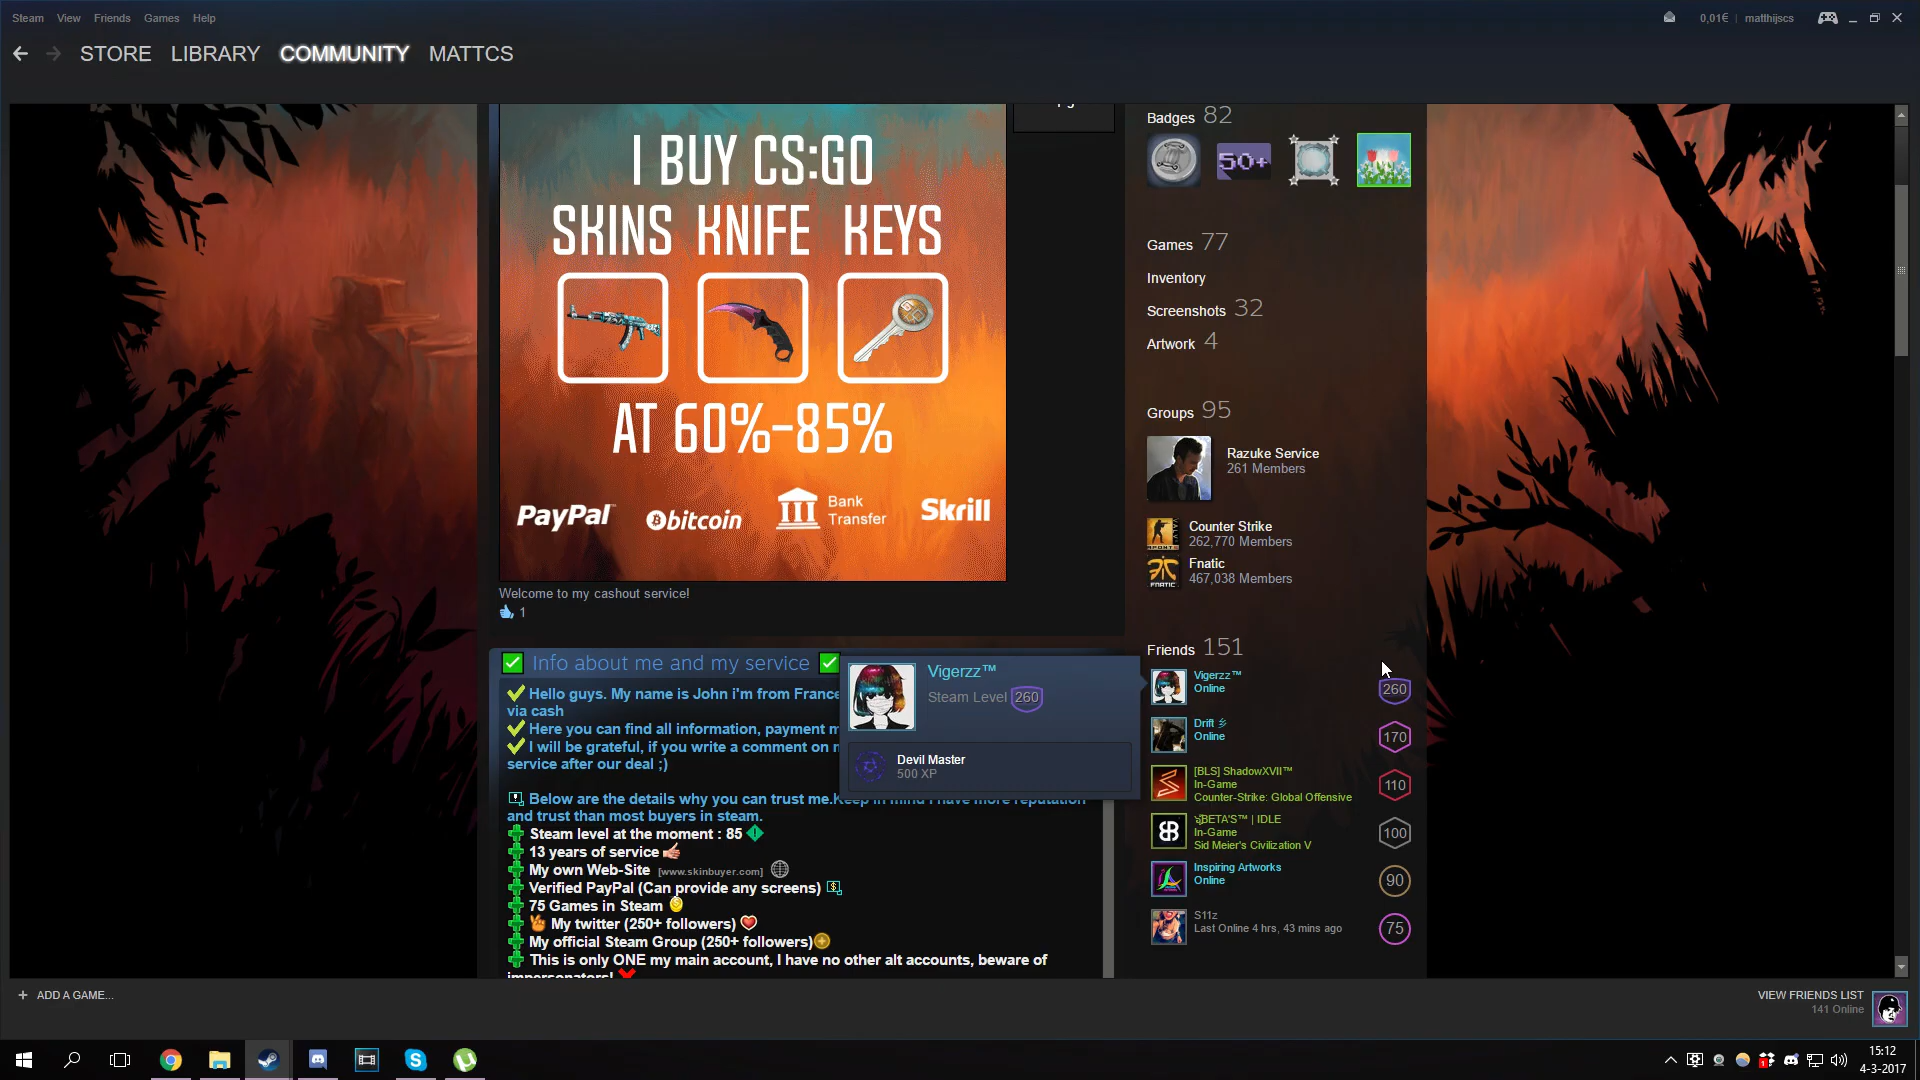 Steam View Friends Games Help
0,01€ | matthijscs
STORE LIBRARY COMMUNITY MATTCS
I BUY CS:GO
SKINS KNIFE KEYS
AT 60%-85%
PayPal bitcoin Bank Transfer Skrill
Welcome to my cashout service!
1
Info about me and my service
Hello guys. My name is John i'm from France
via cash
Here you can find all information, payment m
I will be grateful, if you write a comment on
service after our deal ;)
Below are the details why you can trust me.Keep in mind I have more reputation
and trust than most buyers in steam.
Steam level at the moment : 85
13 years of service
My own Web-Site [www.skinbuyer.com]
Verified PayPal (Can provide any screens)
75 Games in Steam
My twitter (250+ followers)
My official Steam Group (250+ followers)
This is only ONE my main account, I have no other alt accounts, beware of
impersonators!
Vigerzz™
Steam Level 260
Devil Master
500 XP
Badges 82
50+
Games 77
Inventory
Screenshots 32
Artwork 4
Groups 95
Razuke Service
261 Members
Counter Strike
262,770 Members
Fnatic
467,038 Members
FNATIC
Friends 151
Vigerzz™
Online
260
Drift 彡
Online
170
[BLS] ShadowXVII™
In-Game
Counter-Strike: Global Offensive
110
BETA'S™ | IDLE
In-Game
Sid Meier's Civilization V
100
Inspiring Artworks
Online
90
S11z
Last Online 4 hrs, 43 mins ago
75
+ ADD A GAME...
VIEW FRIENDS LIST
141 Online
15:12
4-3-2017